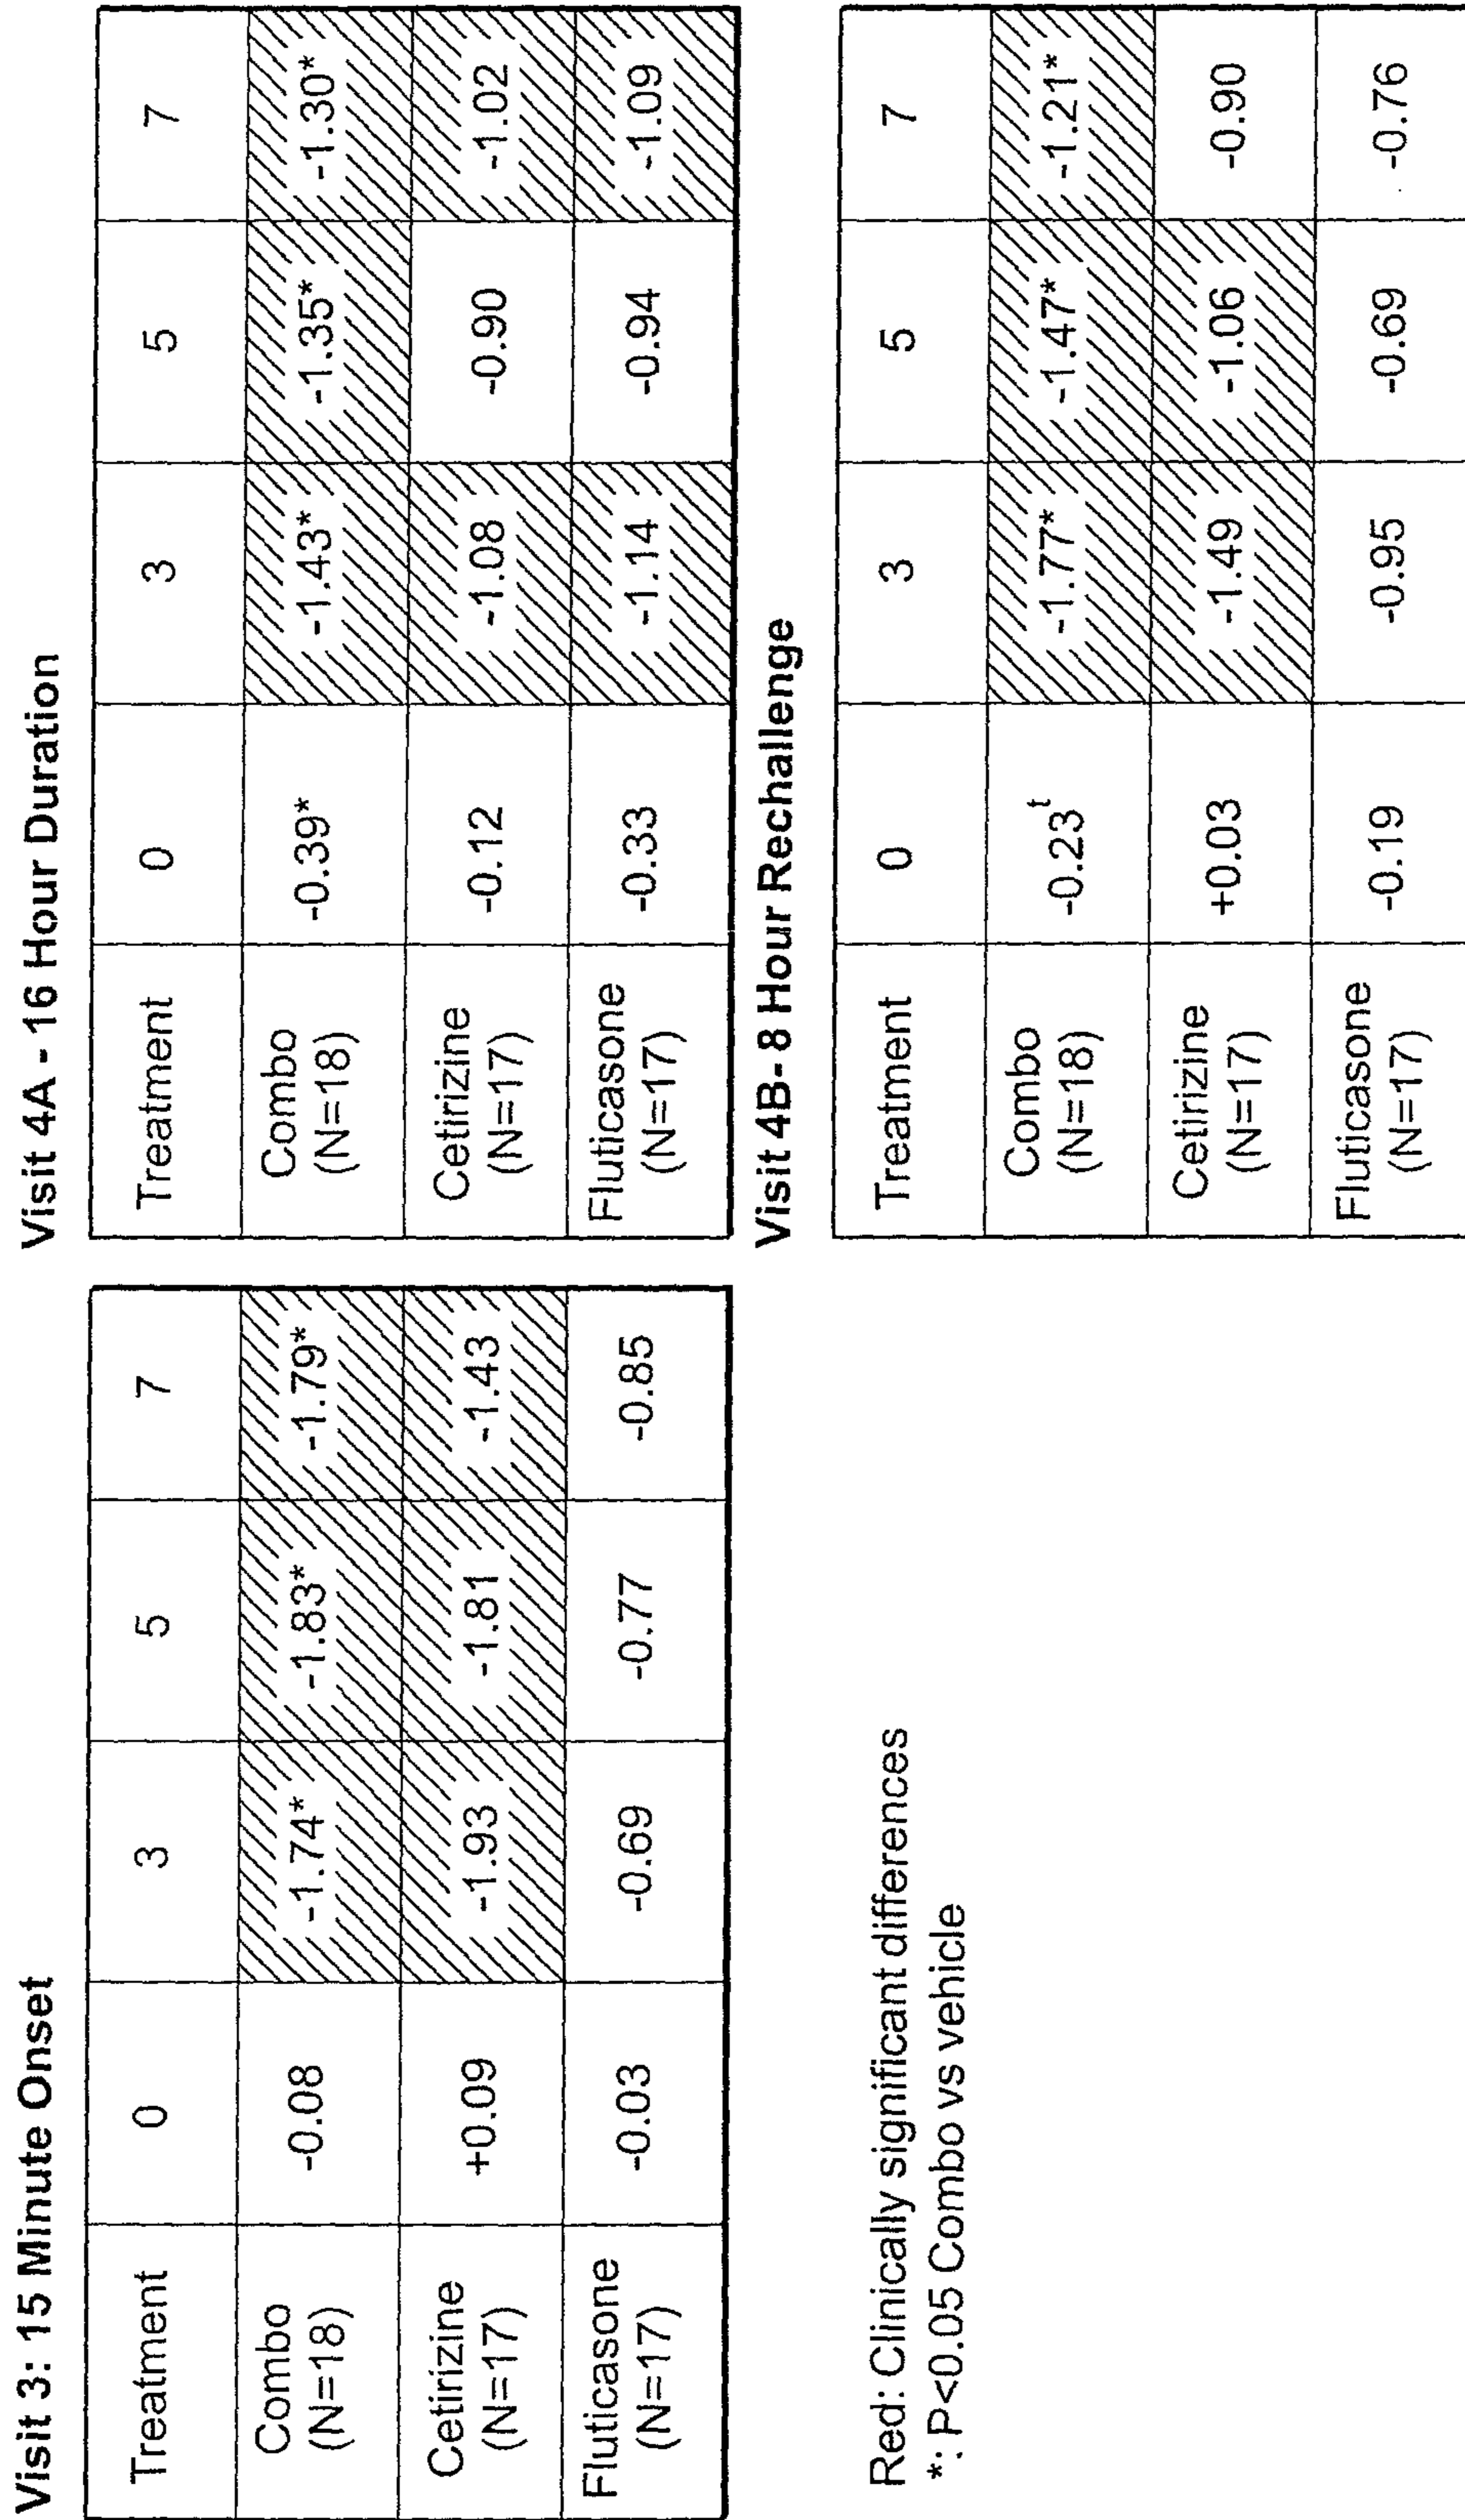 Visit 3: 15 Minute Onset
Treatment 0 3 5 7
Combo -0.08 -1.74* -1.83* -1.79*
(N=18)
Cetirizine +0.09 -1.93 -1.81 -1.43
(N=17)
Fluticasone -0.03 -0.69 -0.77 -0.85
(N=17)
Red: Clinically significant differences
*: P<0.05 Combo vs vehicle
Visit 4A - 16 Hour Duration
Treatment 0 3 5 7
Combo -0.39* -1.43* -1.35* -1.30*
(N=18)
Cetirizine -0.12 -1.08 -0.90 -1.02
(N=17)
Fluticasone -0.33 -1.14 -0.94 -1.09
(N=17)
Visit 4B- 8 Hour Rechallenge
Treatment 0 3 5 7
Combo -0.23t -1.77* -1.47* -1.21*
(N=18)
Cetirizine +0.03 -1.49 -1.06 -0.90
(N=17)
Fluticasone -0.19 -0.95 -0.69 -0.76
(N=17)